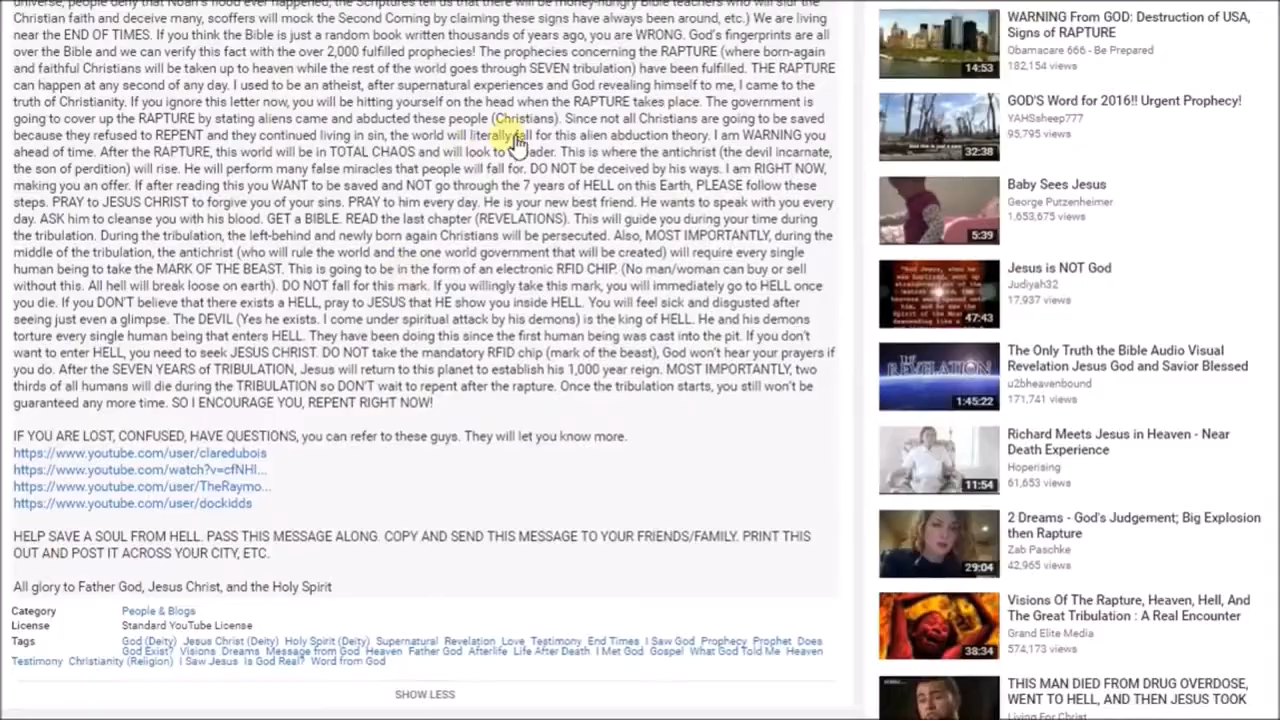 universe, people deny that Noah's flood ever happened, the Scriptures tell us that there will be money-hungry Bible teachers who will slur the
Christian faith and deceive many, scoffers will mock the Second Coming by claiming these signs have always been around, etc.) We are living
near the END OF TIMES. If you think the Bible is just a random book written thousands of years ago, you are WRONG. God's fingerprints are all
over the Bible and we can verify this fact with the over 2,000 fulfilled prophecies! The prophecies concerning the RAPTURE (where born-again
and faithful Christians will be taken up to heaven while the rest of the world goes through SEVEN tribulation) have been fulfilled. THE RAPTURE
can happen at any second of any day. I used to be an atheist, after supernatural experiences and God revealing himself to me, I came to the
truth of Christianity. If you ignore this letter now, you will be hitting yourself on the head when the RAPTURE takes place. The government is
going to cover up the RAPTURE by stating aliens came and abducted these people (Christians). Since not all Christians are going to be saved
because they refused to REPENT and they continued living in sin, the world will literally fall for this alien abduction theory. I am WARNING you
ahead of time. After the RAPTURE, the world will be in TOTAL CHAOS and will look to a leader. This is where the antichrist (the devil incarnate,
the son of perdition) will rise. He will perform many false miracles that people will fall for. DO NOT be deceived by his ways. I am RIGHT NOW,
making you an offer. If after reading this you WANT to be saved and NOT go through the 7 years of HELL on this Earth, PLEASE follow these
steps. PRAY to JESUS CHRIST to forgive you of your sins. PRAY to him every day. He is your new best friend. He wants to speak with you every
day. ASK him to cleanse you with his blood. GET a BIBLE. READ the last chapter (REVELATIONS). This will guide you during your time during
the tribulation. During the tribulation, the left-behind and newly born again Christians will be persecuted. Also, MOST IMPORTANTLY, during the
middle of the tribulation, the antichrist (who will rule the world and the one world government that will be created) will require every single
human being to take the MARK OF THE BEAST. This is going to be in the form of an electronic RFID CHIP. (No man/woman can buy or sell
without this. All hell will break loose on earth). DO NOT fall for this mark. If you willingly take this mark, you will immediately go to HELL once
you die. If you DON'T believe that there is a HELL, pray to JESUS that HE show you inside HELL. You will feel sick and disgusted after
seeing just even a glimpse. The devil (he exists. I come under spiritual attack by his demons) is the king of HELL. He and his demons
torture every single human being that enters HELL. They have been doing this since the first human being was cast into the pit. If you don't
want to enter HELL, you need to seek JESUS CHRIST. DO NOT take the mandatory RFID chip (mark of the beast), God won't hear your prayers if
you do. After the SEVEN YEARS of TRIBULATION, Jesus will return to this planet to establish his 1,000 year reign. MOST IMPORTANTLY, two
thirds of all humans will die during the TRIBULATION so DON'T wait to repent after the rapture. Once the tribulation starts, you still won't be
guaranteed any more time. SO I ENCOURAGE YOU, REPENT RIGHT NOW!
IF YOU ARE LOST, CONFUSED, HAVE QUESTIONS, you can refer to these guys. They will let you know more.
https://www.youtube.com/user/claredubois
https://www.youtube.com/watch?v=cfNHl...
https://www.youtube.com/user/TheRaymo...
https://www.youtube.com/user/dockidds
HELP SAVE A SOUL FROM HELL. PASS THIS MESSAGE ALONG. COPY AND SEND THIS MESSAGE TO YOUR FRIENDS/FAMILY. PRINT THIS
OUT AND POST IT ACROSS YOUR CITY, ETC.
All glory to Father God, Jesus Christ, and the Holy Spirit
Category People & Blogs
License Standard YouTube License
Tags God (Deity) Jesus Christ (Deity) Holy Spirit (Deity) Supernatural Revelation Love Testimony End Times I Saw God Prophecy Prophet Does
God Exist? Visions Dreams Message from God Heaven Father God Afterlife Life After Death I Met God Gospel What God Told Me Heaven
Testimony Christianity (Religion) I Saw Jesus Is God Real? Word from God
SHOW LESS
WARNING From GOD: Destruction of USA,
Signs of RAPTURE
Obamacare 666 - Be Prepared
182,154 views
14:53
GOD'S Word for 2016!! Urgent Prophecy!
YAHSsheep777
95,795 views
32:38
Baby Sees Jesus
George Putzenheimer
1,653,675 views
5:39
Jesus is NOT God
Judiyah32
17,937 views
47:43
The Only Truth the Bible Audio Visual
Revelation Jesus God and Savior Blessed
u2bheavenbound
171,741 views
THE REVELATION
1:45:22
Richard Meets Jesus in Heaven - Near
Death Experience
Hoperising
61,653 views
11:54
2 Dreams - God's Judgement; Big Explosion
then Rapture
Zab Paschke
42,965 views
29:04
Visions Of The Rapture, Heaven, Hell, And
The Great Tribulation : A Real Encounter
Grand Elite Media
574,173 views
38:34
THIS MAN DIED FROM DRUG OVERDOSE,
WENT TO HELL, AND THEN JESUS TOOK
Living For Christ